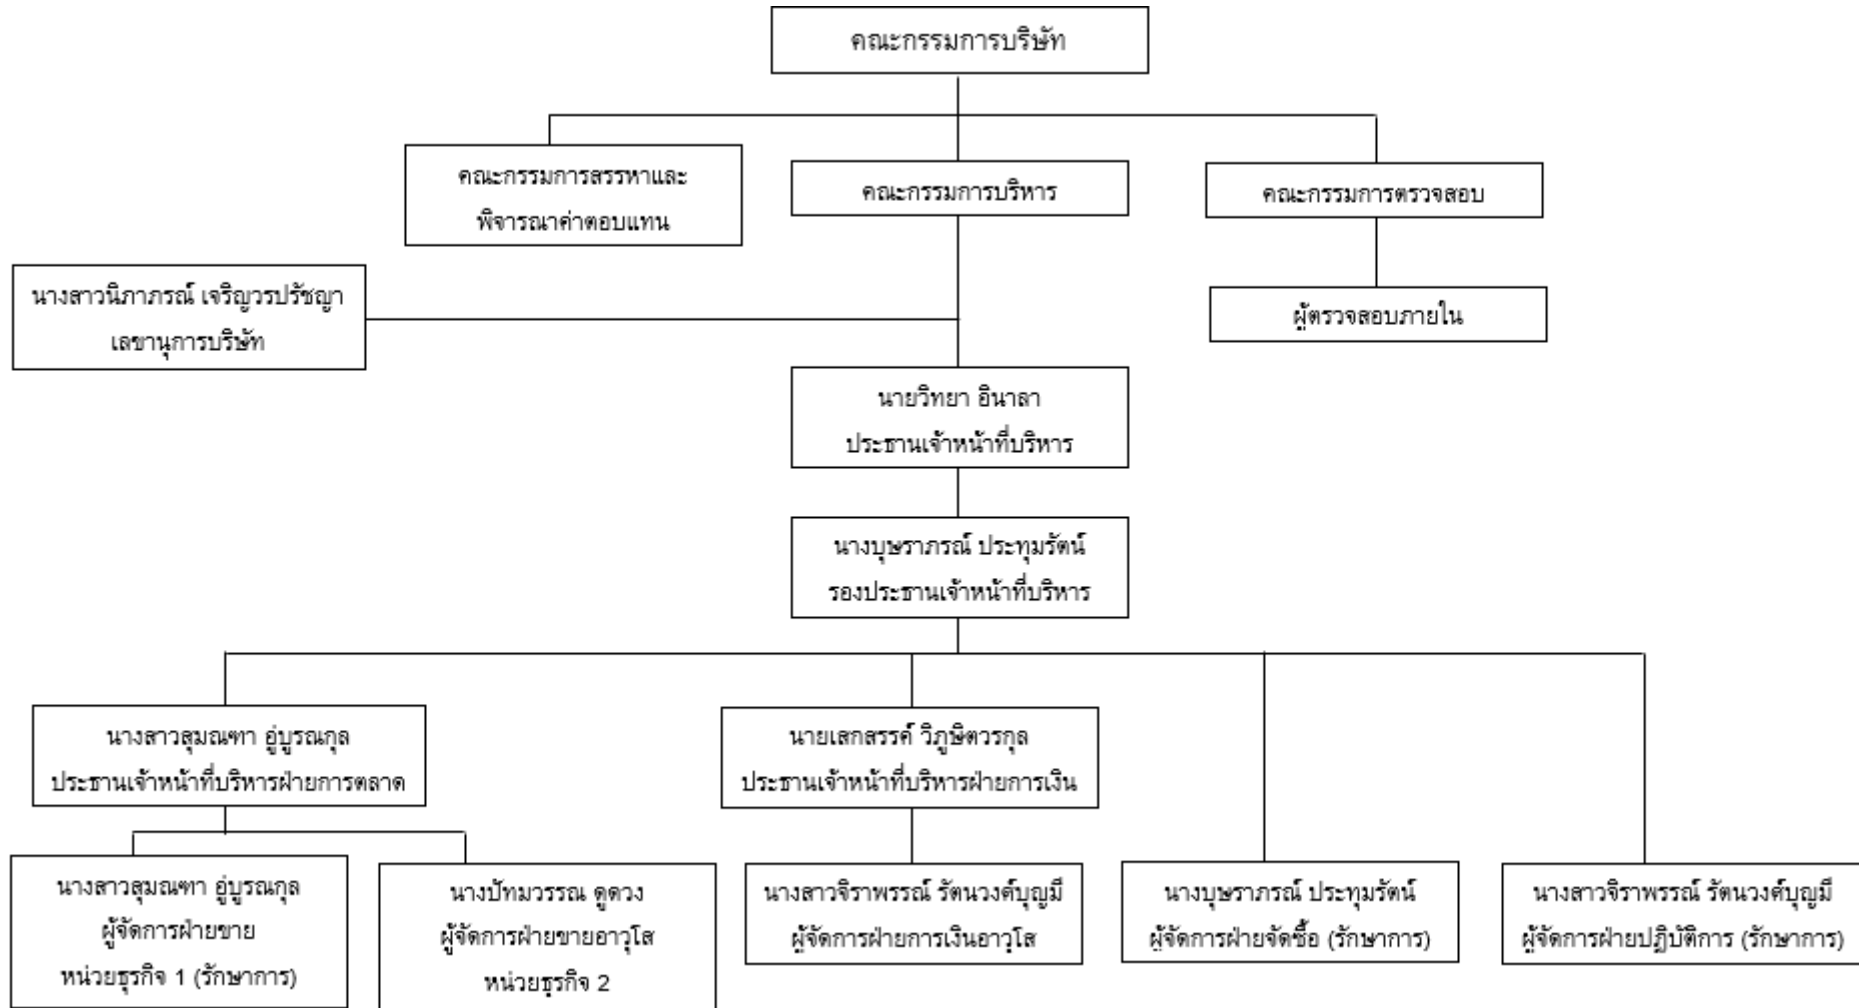 คณะกรรมการบริษัท
คณะกรรมการสรรหาและ
พิจารณาค่าตอบแทน
คณะกรรมการบริหาร
คณะกรรมการตรวจสอบ
นางสาวนิภาภรณ์ เจริญวรปรัชญา
เลขานุการบริษัท
ผู้ตรวจสอบภายใน
นายวิทยา อินาลา
ประธานเจ้าหน้าที่บริหาร
นางบุษราภรณ์ ประทุมรัตน์
รองประธานเจ้าหน้าที่บริหาร
นางสาวสุมณฑา อู่บูรณกุล
ประธานเจ้าหน้าที่บริหารฝ่ายการตลาด
นายเสกสรรค์ วิภูษิตวรกุล
ประธานเจ้าหน้าที่บริหารฝ่ายการเงิน
นางสาวสุมณฑา อู่บูรณกุล
ผู้จัดการฝ่ายขาย
หน่วยธุรกิจ 1 (รักษาการ)
นางปัทมวรรณ ดูดวง
ผู้จัดการฝ่ายขายอาวุโส
หน่วยธุรกิจ 2
นางสาวจิราพรรณ์ รัตนวงศ์บุญมี
ผู้จัดการฝ่ายการเงินอาวุโส
นางบุษราภรณ์ ประทุมรัตน์
ผู้จัดการฝ่ายจัดซื้อ (รักษาการ)
นางสาวจิราพรรณ์ รัตนวงศ์บุญมี
ผู้จัดการฝ่ายปฏิบัติการ (รักษาการ)